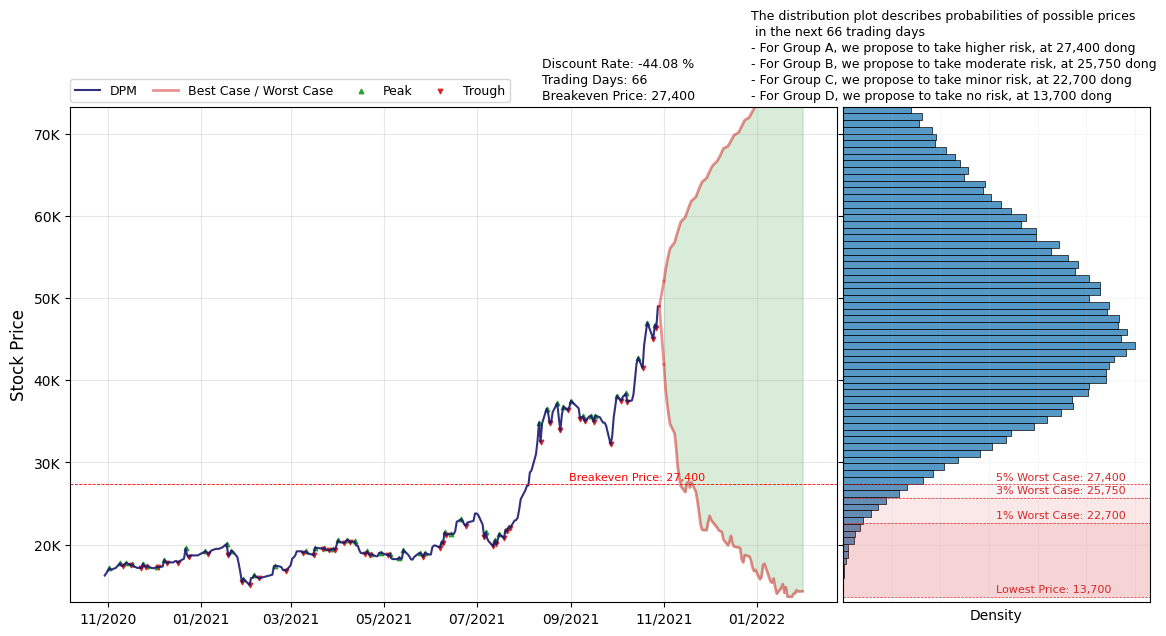 The distribution plot describes probabilities of possible prices
in the next 66 trading days
- For Group A, we propose to take higher risk, at 27,400 dong
- For Group B, we propose to take moderate risk, at 25,750 dong
- For Group C, we propose to take minor risk, at 22,700 dong
- For Group D, we propose to take no risk, at 13,700 dong
Discount Rate: -44.08 %
Trading Days: 66
Breakeven Price: 27,400
DPM
Best Case / Worst Case
Peak
Trough
Stock Price
70K
60K
50K
40K
30K
20K
Breakeven Price: 27,400
5% Worst Case: 27,400
3% Worst Case: 25,750
1% Worst Case: 22,700
Lowest Price: 13,700
11/2020
01/2021
03/2021
05/2021
07/2021
09/2021
11/2021
01/2022
Density